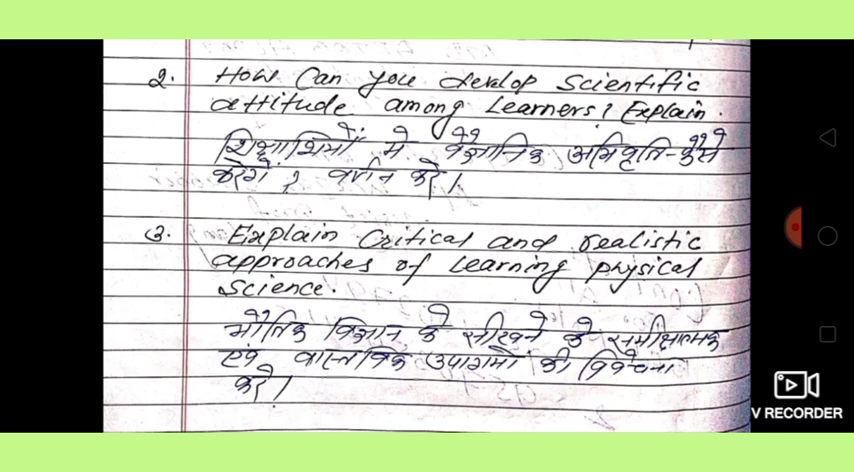 2. How Can you develop Scientific
attitude among Learners? Explain.
शिक्षार्थियों में वैज्ञानिक अभिवृति कैसे
करेगें ? वर्णन करें।
3. Explain Critical and realistic
approaches of Learning physical
Science.
भौतिक विज्ञान के सीखने के समीक्षात्मक
एवं वास्तविक उपागमों की विवेचना
करें।
V RECORDER